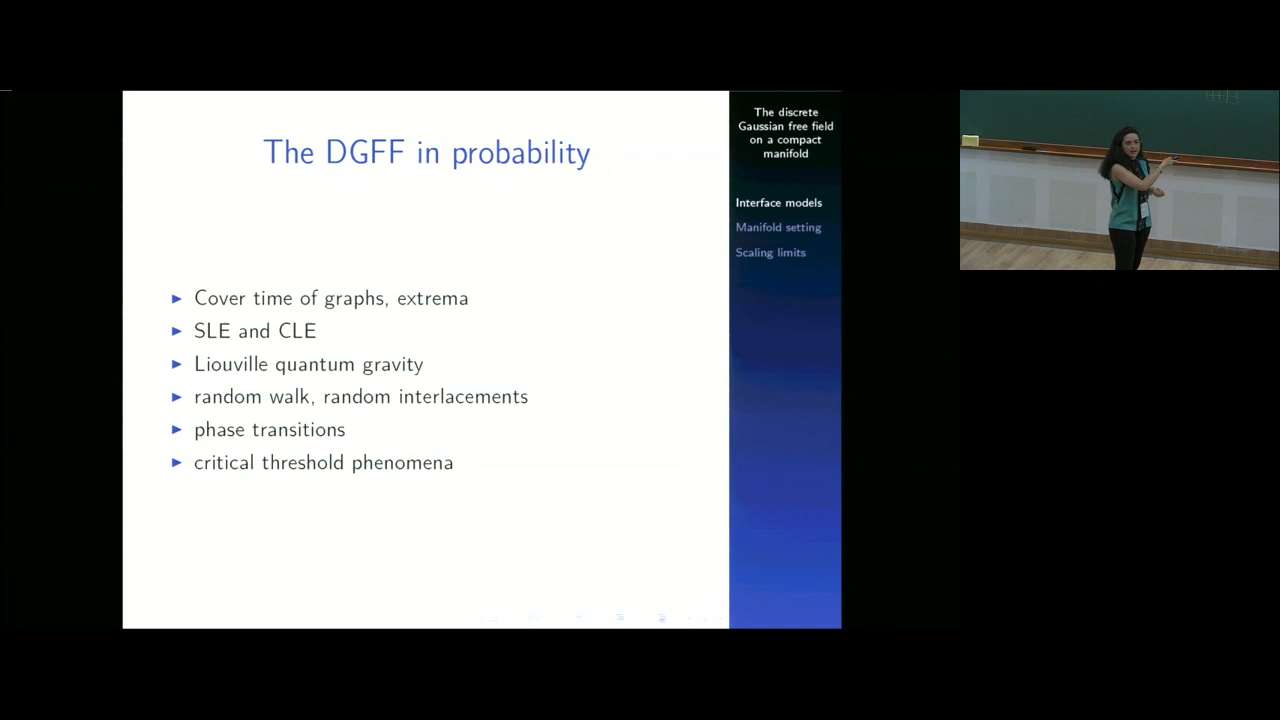 The DGFF in probability
Cover time of graphs, extrema
SLE and CLE
Liouville quantum gravity
random walk, random interlacements
phase transitions
critical threshold phenomena
The discrete
Gaussian free field
on a compact
manifold
Interface models
Manifold setting
Scaling limits